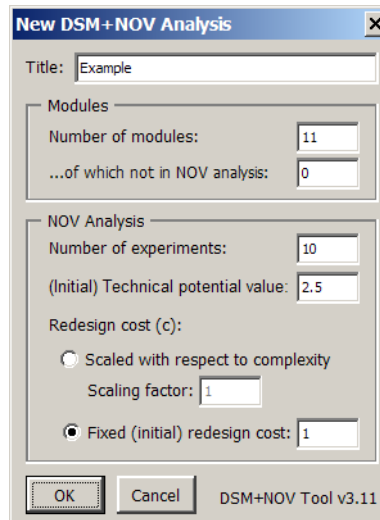 New DSM+NOV Analysis
Title: Example
Modules
Number of modules: 11
...of which not in NOV analysis: 0
NOV Analysis
Number of experiments: 10
(Initial) Technical potential value: 2.5
Redesign cost (c):
Scaled with respect to complexity
Scaling factor: 1
Fixed (initial) redesign cost: 1
OK Cancel DSM+NOV Tool v3.11